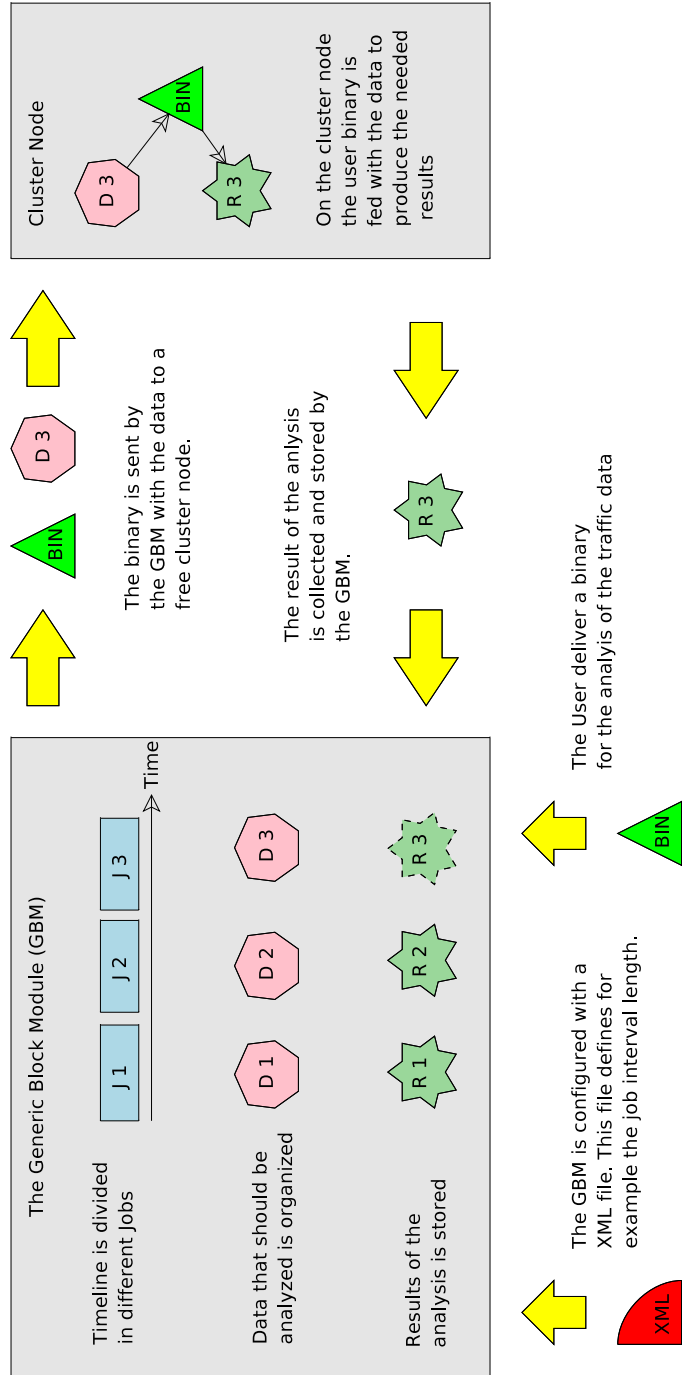 The Generic Block Module (GBM)
Timeline is divided
in different Jobs
J 1
J 2
J 3
Time
Data that should be
analyzed is organized
D 1
D 2
D 3
Results of the
analysis is stored
R 1
R 2
R 3
BIN
D 3
The binary is sent by
the GBM with the data to a
free cluster node.
The result of the anlysis
is collected and stored by
the GBM.
R 3
Cluster Node
D 3
BIN
R 3
On the cluster node
the user binary is
fed with the data to
produce the needed
results
XML
The GBM is configured with a
XML file. This file defines for
example the job interval length.
BIN
The User deliver a binary
for the analyis of the traffic data